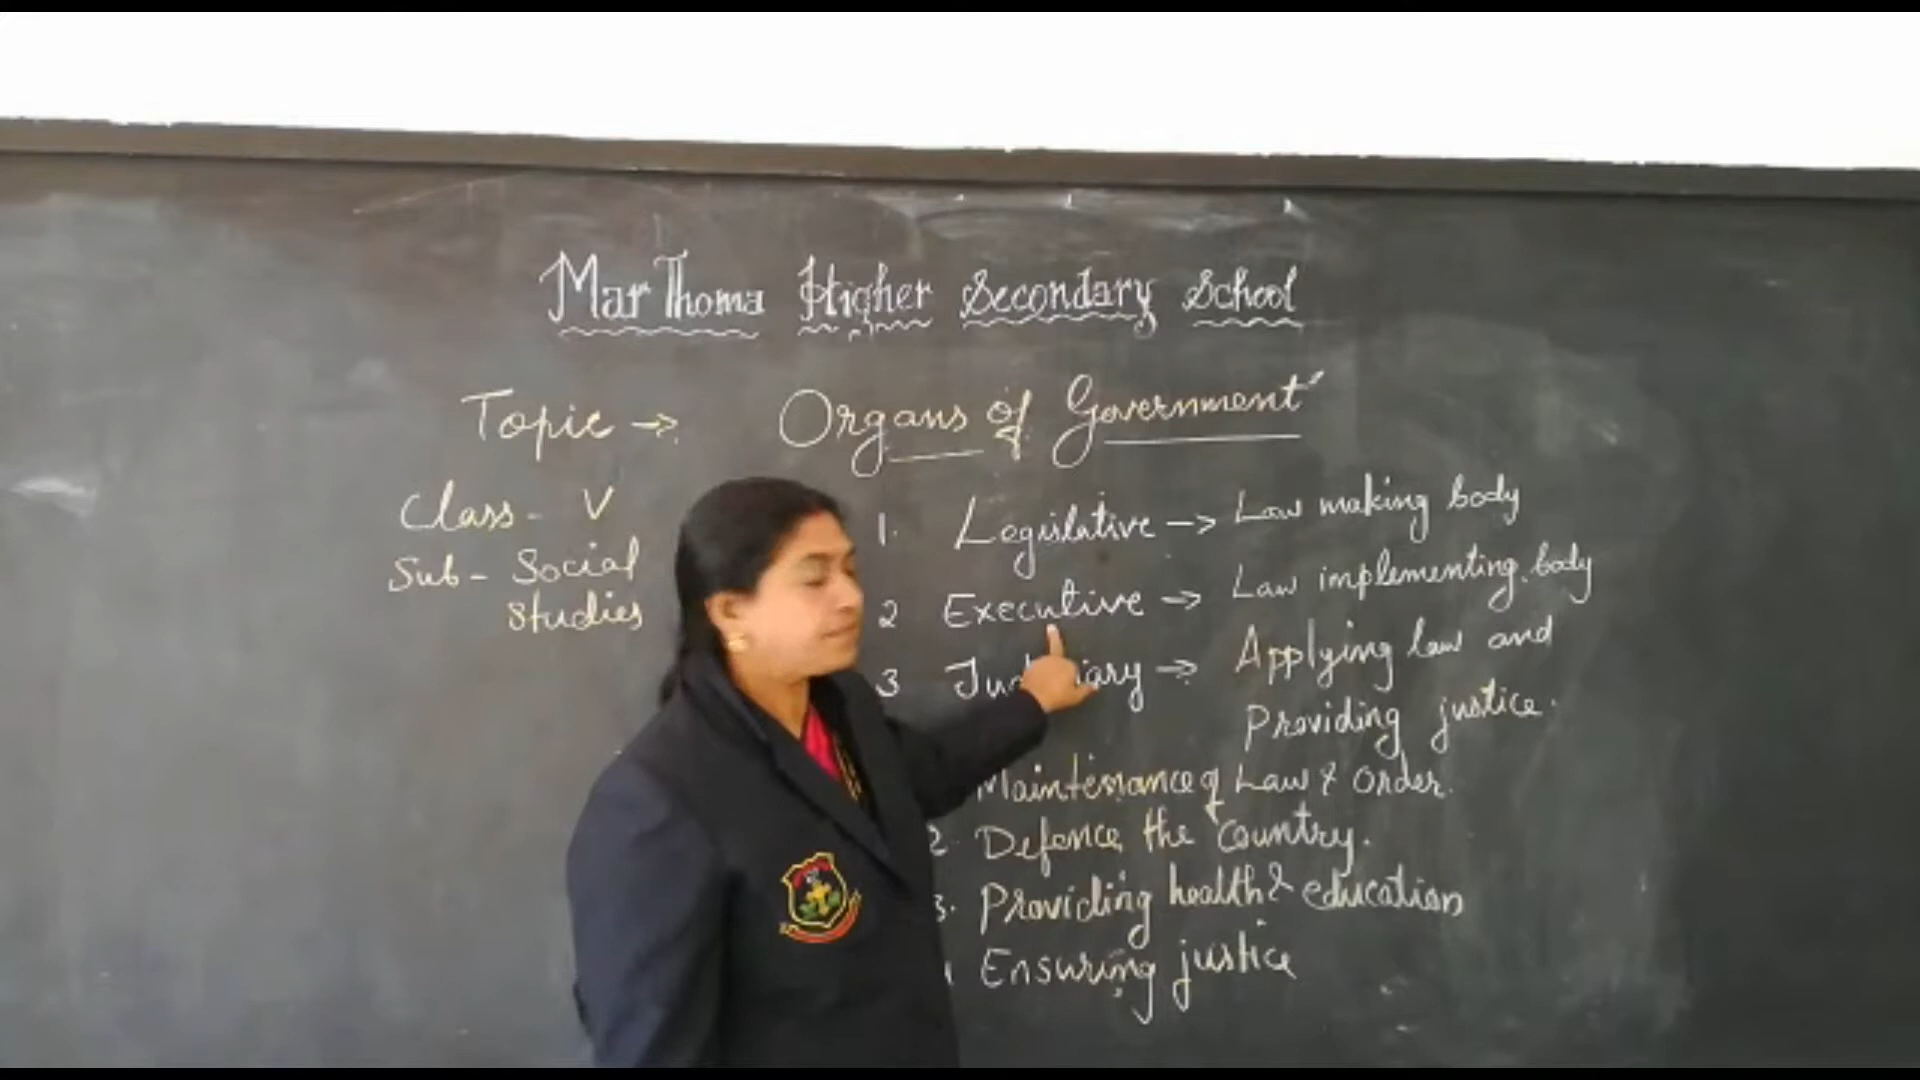 Mar Thoma Higher Secondary School
Topic → Organs of Government
Class - V
Sub - Social Studies
1. Legislative → Law making body
2 Executive → Law implementing body
3 Judiciary → Applying law and
Providing justice.
Maintenance of Law & Order.
2. Defence the Country.
3. Providing health & education
Ensuring justice